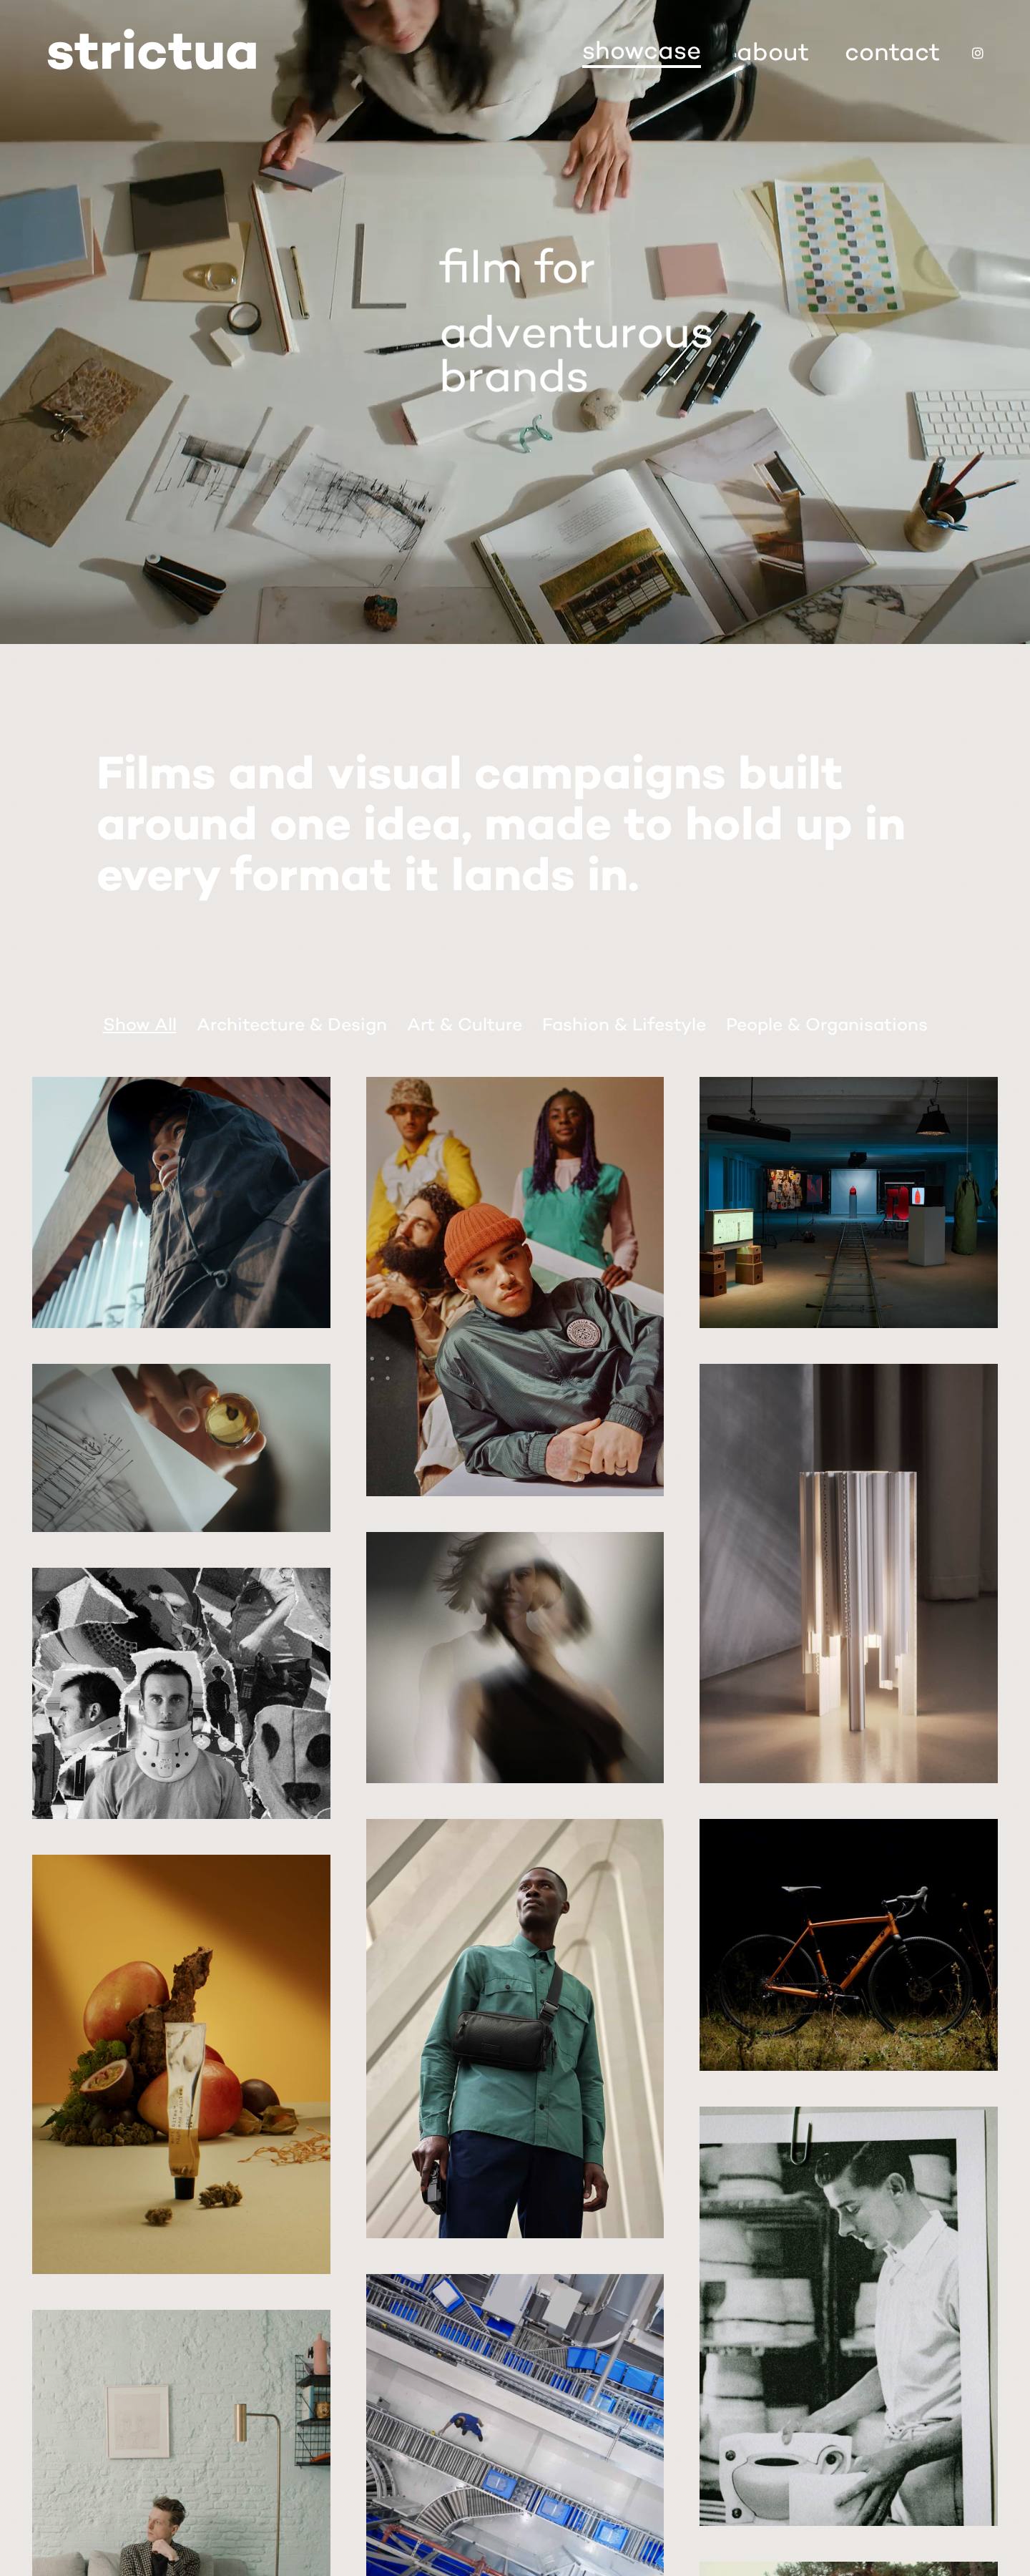 strictua
showcase
about
contact
film for
adventurous
brands
Films and visual campaigns built
around one idea, made to hold up in
every format it lands in.
Show All
Architecture & Design
Art & Culture
Fashion & Lifestyle
People & Organisations